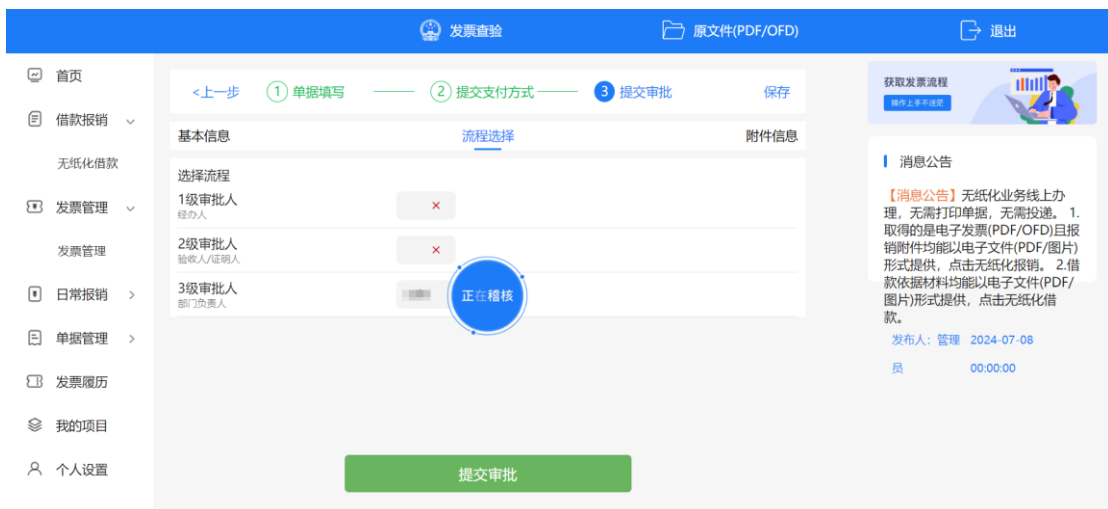 发票查验
原文件(PDF/OFD)
退出
首页
借款报销
无纸化借款
发票管理
发票管理
日常报销
单据管理
发票履历
我的项目
个人设置
<上一步
1 单据填写
2 提交支付方式
3 提交审批
保存
基本信息
流程选择
附件信息
选择流程
1级审批人
经办人
×
2级审批人
验收人/证明人
×
3级审批人
部门负责人
正在稽核
提交审批
获取发票流程
操作上手不迷茫
消息公告
【消息公告】无纸化业务线上办
理，无需打印单据，无需投递。 1.
取得的是电子发票(PDF/OFD)且报
销附件均能以电子文件(PDF/图片)
形式提供，点击无纸化报销。 2.借
款依据材料均能以电子文件(PDF/
图片)形式提供，点击无纸化借
款。
发布人：管理 2024-07-08
员 00:00:00